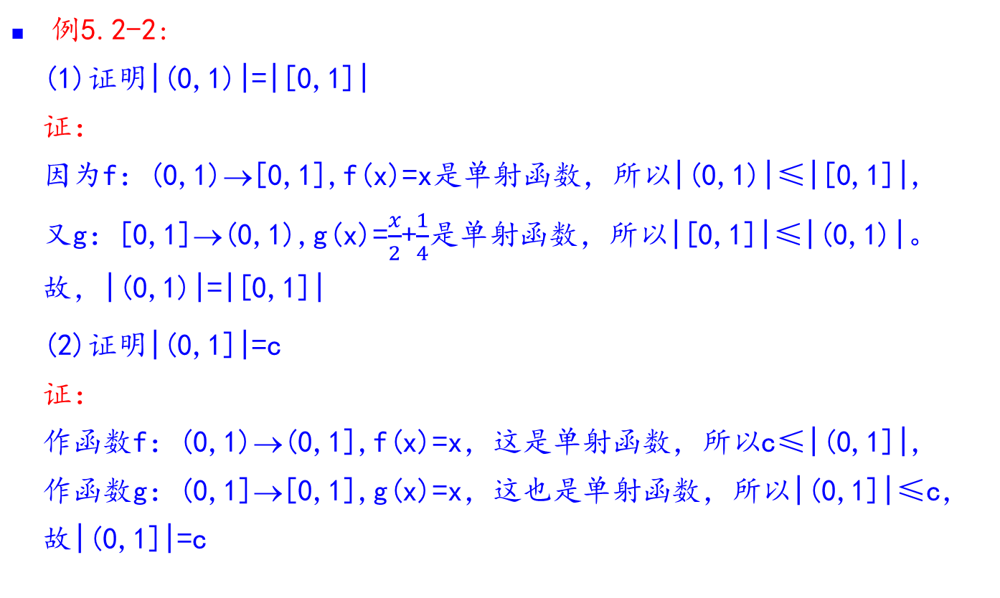 ▪ 例5.2-2:
(1)证明|(0,1)|=|[0,1]|
证:
因为f: (0,1)→[0,1],f(x)=x是单射函数, 所以|(0,1)|≤|[0,1]|,
又g: [0,1]→(0,1),g(x)=x/2+1/4是单射函数, 所以|[0,1]|≤|(0,1)|。
故, |(0,1)|=|[0,1]|
(2)证明|(0,1]|=c
证:
作函数f: (0,1)→(0,1],f(x)=x, 这是单射函数, 所以c≤|(0,1]|,
作函数g: (0,1]→[0,1],g(x)=x, 这也是单射函数, 所以|(0,1]|≤c,
故|(0,1]|=c